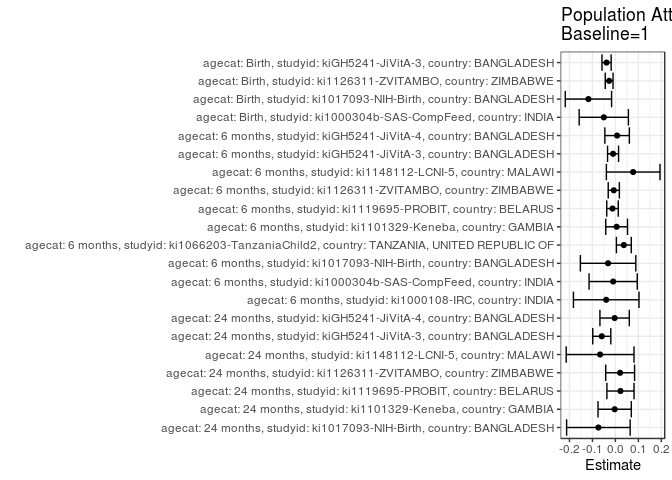 Population Att
Baseline=1
agecat: Birth, studyid: kiGH5241-JiVitA-3, country: BANGLADESH
agecat: Birth, studyid: ki1126311-ZVITAMBO, country: ZIMBABWE
agecat: Birth, studyid: ki1017093-NIH-Birth, country: BANGLADESH
agecat: Birth, studyid: ki1000304b-SAS-CompFeed, country: INDIA
agecat: 6 months, studyid: kiGH5241-JiVitA-4, country: BANGLADESH
agecat: 6 months, studyid: kiGH5241-JiVitA-3, country: BANGLADESH
agecat: 6 months, studyid: ki1148112-LCNI-5, country: MALAWI
agecat: 6 months, studyid: ki1126311-ZVITAMBO, country: ZIMBABWE
agecat: 6 months, studyid: ki1119695-PROBIT, country: BELARUS
agecat: 6 months, studyid: ki1101329-Keneba, country: GAMBIA
agecat: 6 months, studyid: ki1066203-TanzaniaChild2, country: TANZANIA, UNITED REPUBLIC OF
agecat: 6 months, studyid: ki1017093-NIH-Birth, country: BANGLADESH
agecat: 6 months, studyid: ki1000304b-SAS-CompFeed, country: INDIA
agecat: 6 months, studyid: ki1000108-IRC, country: INDIA
agecat: 24 months, studyid: kiGH5241-JiVitA-4, country: BANGLADESH
agecat: 24 months, studyid: kiGH5241-JiVitA-3, country: BANGLADESH
agecat: 24 months, studyid: ki1148112-LCNI-5, country: MALAWI
agecat: 24 months, studyid: ki1126311-ZVITAMBO, country: ZIMBABWE
agecat: 24 months, studyid: ki1119695-PROBIT, country: BELARUS
agecat: 24 months, studyid: ki1101329-Keneba, country: GAMBIA
agecat: 24 months, studyid: ki1017093-NIH-Birth, country: BANGLADESH
-0.2 -0.1 0.0 0.1 0.2
Estimate